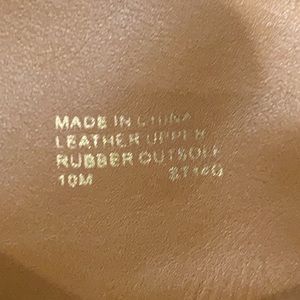 MADE IN CHINA
LEATHER UPPER
RUBBER OUTSOLE
10M